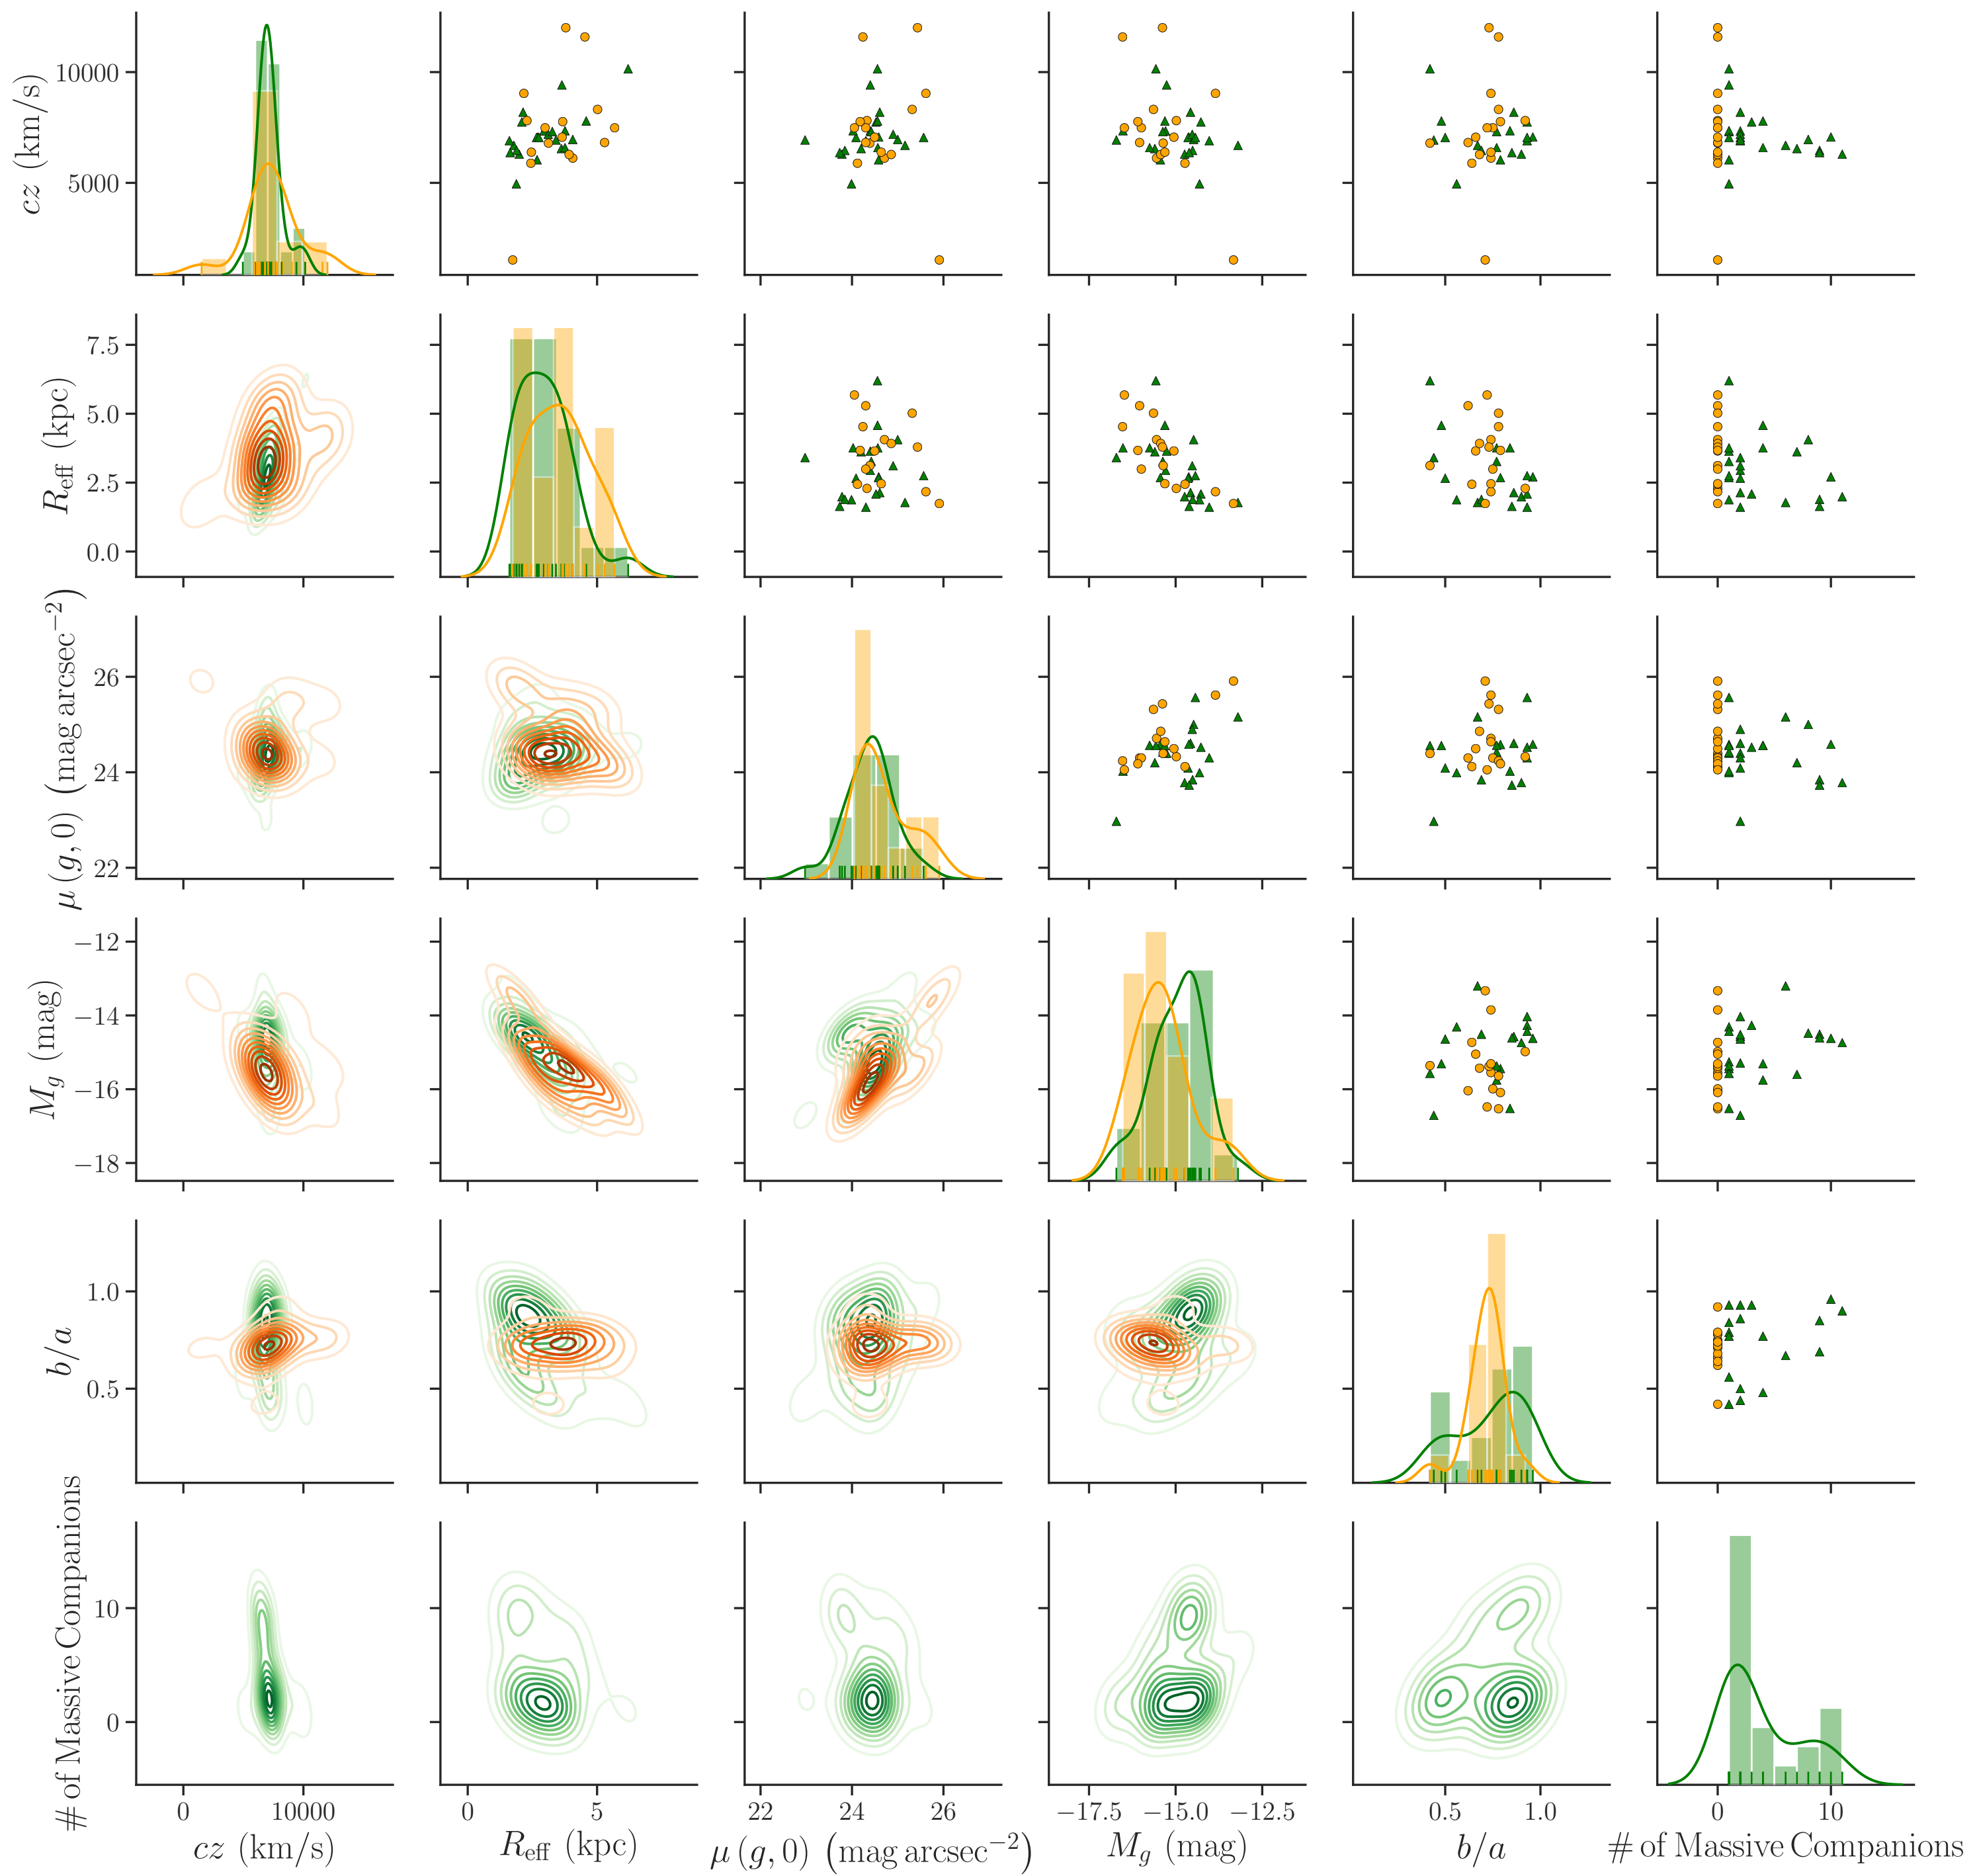 cz (km/s)
10000
5000
R_eff (kpc)
7.5
5.0
2.5
0.0
μ(g,0) (mag arcsec⁻²)
26
24
22
M_g (mag)
−12
−14
−16
−18
b/a
1.0
0.5
# of Massive Companions
10
0
0 10000
cz (km/s)
0 5
R_eff (kpc)
22 24 26
μ(g,0) (mag arcsec⁻²)
−17.5 −15.0 −12.5
M_g (mag)
0.5 1.0
b/a
0 10
# of Massive Companions